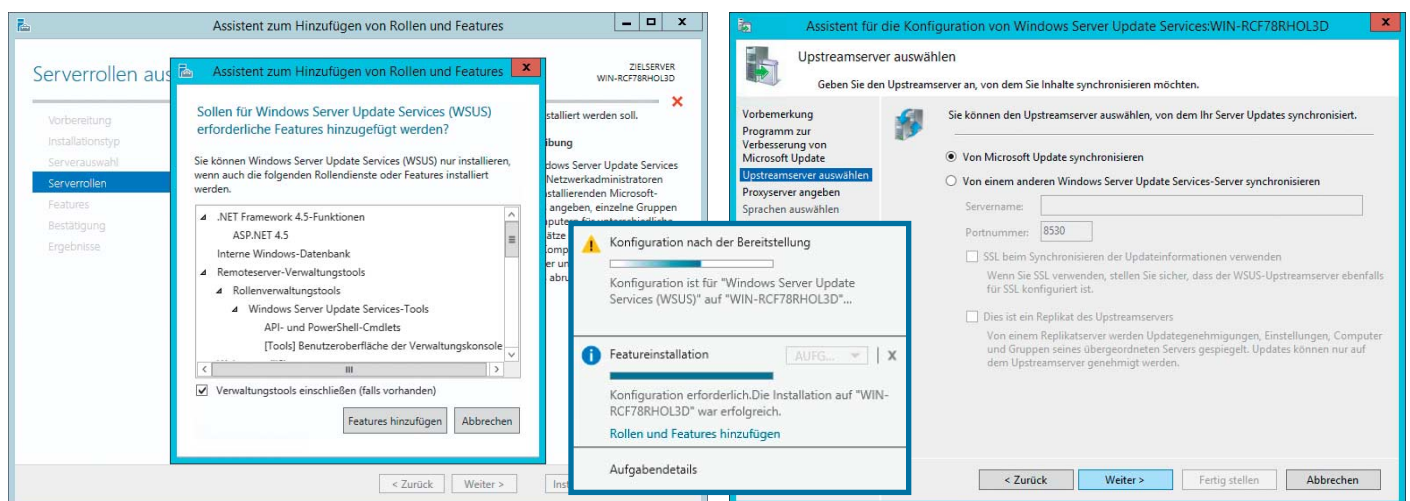 Assistent zum Hinzufügen von Rollen und Features
Serverrollen aus
ZIELSERVER
WIN-RCF78RHOL3D
Vorbereitung
Installationstyp
Serverauswahl
Serverrollen
Features
Bestätigung
Ergebnisse
stalliert werden soll.
ibung
dows Server Update Services
Netzwerkadministratoren
stallierenden Microsoft-
angeben, einzelne Gruppen
< Zurück
Weiter >
Inst
Assistent zum Hinzufügen von Rollen und Features
Sollen für Windows Server Update Services (WSUS)
erforderliche Features hinzugefügt werden?
Sie können Windows Server Update Services (WSUS) nur installieren,
wenn auch die folgenden Rollendienste oder Features installiert
werden.
.NET Framework 4.5-Funktionen
ASP.NET 4.5
Interne Windows-Datenbank
Remoteserver-Verwaltungstools
Rollenverwaltungstools
Windows Server Update Services-Tools
API- und PowerShell-Cmdlets
[Tools] Benutzeroberfläche der Verwaltungskonsole
Verwaltungstools einschließen (falls vorhanden)
Features hinzufügen
Abbrechen
Konfiguration nach der Bereitstellung
Konfiguration ist für "Windows Server Update
Services (WSUS)" auf "WIN-RCF78RHOL3D"...
Featureinstallation
AUFG...
X
Konfiguration erforderlich.Die Installation auf "WIN-
RCF78RHOL3D" war erfolgreich.
Rollen und Features hinzufügen
Aufgabendetails
Assistent für die Konfiguration von Windows Server Update Services:WIN-RCF78RHOL3D
Upstreamserver auswählen
Geben Sie den Upstreamserver an, von dem Sie Inhalte synchronisieren möchten.
Vorbemerkung
Programm zur
Verbesserung von
Microsoft Update
Upstreamserver auswählen
Proxyserver angeben
Sprachen auswählen
Sie können den Upstreamserver auswählen, von dem Ihr Server Updates synchronisiert.
Von Microsoft Update synchronisieren
Von einem anderen Windows Server Update Services-Server synchronisieren
Servername:
Portnummer: 8530
SSL beim Synchronisieren der Updateinformationen verwenden
Wenn Sie SSL verwenden, stellen Sie sicher, dass der WSUS-Upstreamserver ebenfalls
für SSL konfiguriert ist.
Dies ist ein Replikat des Upstreamservers
Von einem Replikatserver werden Updategenehmigungen, Einstellungen, Computer
und Gruppen seines übergeordneten Servers gespiegelt. Updates können nur auf
dem Upstreamserver genehmigt werden.
< Zurück
Weiter >
Fertig stellen
Abbrechen